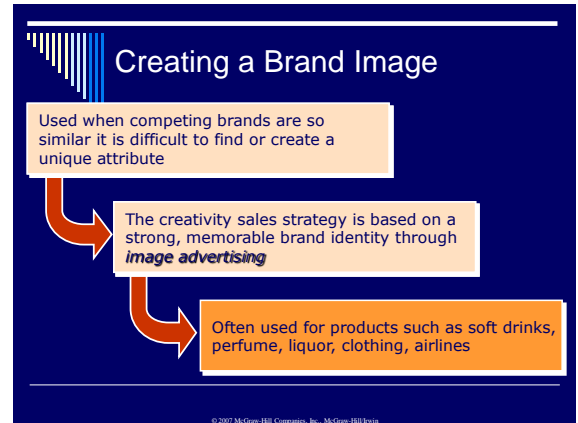 Creating a Brand Image
Used when competing brands are so
similar it is difficult to find or create a
unique attribute
The creativity sales strategy is based on a
strong, memorable brand identity through
image advertising
Often used for products such as soft drinks,
perfume, liquor, clothing, airlines
© 2007 McGraw-Hill Companies, Inc., McGraw-Hill/Irwin